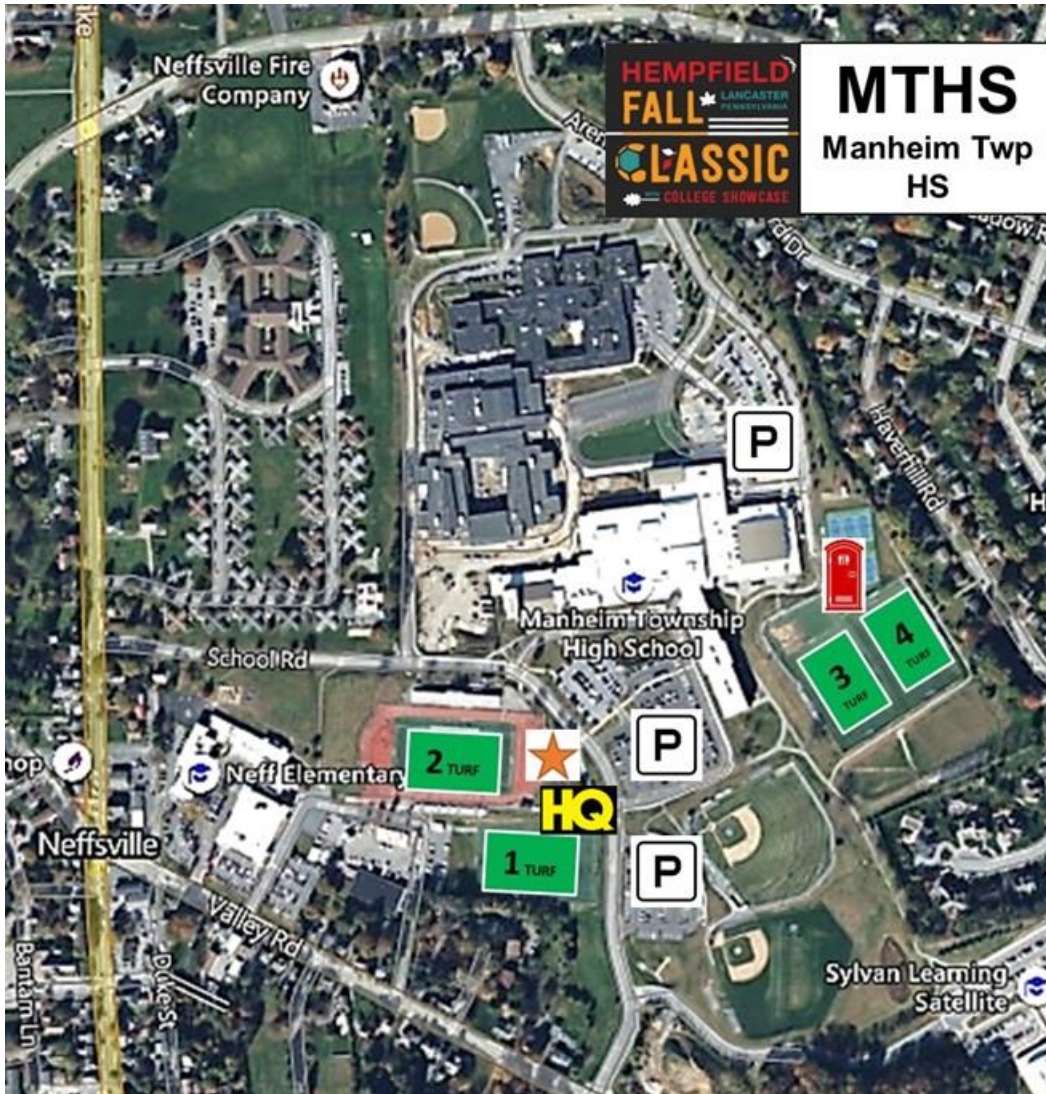 Neffsville Fire
Company
HEMPFIELD
FALL
LANCASTER
PENNSYLVANIA
CLASSIC
COLLEGE SHOWCASE
MTHS
Manheim Twp
HS
Haverhill Rd
P
Manheim Township
High School
School Rd
4
TURF
3
TURF
2 TURF
P
Neff Elementary
HQ
Neffsville
1 TURF
P
Valley Rd
Duke St
Bantam Ln
Sylvan Learning
Satellite